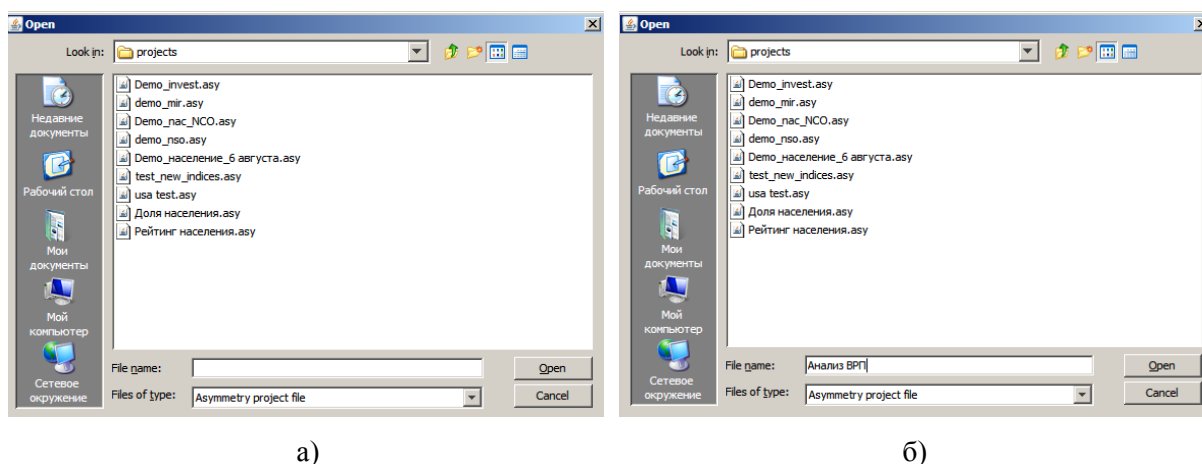 Open
Look in:
projects
Недавние
документы
Рабочий стол
Мои
документы
Мой
компьютер
Сетевое
окружение
Demo_invest.asy
demo_mir.asy
Demo_nac_NCO.asy
demo_nso.asy
Demo_население_6 августа.asy
test_new_indices.asy
usa test.asy
Доля населения.asy
Рейтинг населения.asy
File name:
Open
Files of type:
Asymmetry project file
Cancel
а)
Open
Look in:
projects
Недавние
документы
Рабочий стол
Мои
документы
Мой
компьютер
Сетевое
окружение
Demo_invest.asy
demo_mir.asy
Demo_nac_NCO.asy
demo_nso.asy
Demo_население_6 августа.asy
test_new_indices.asy
usa test.asy
Доля населения.asy
Рейтинг населения.asy
File name:
Анализ ВРП
Open
Files of type:
Asymmetry project file
Cancel
б)